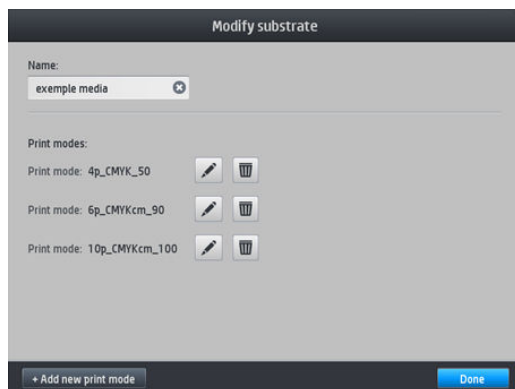 Modify substrate
Name:
exemple media
Print modes:
Print mode: 4p_CMYK_50
Print mode: 6p_CMYKcm_90
Print mode: 10p_CMYKcm_100
+ Add new print mode
Done